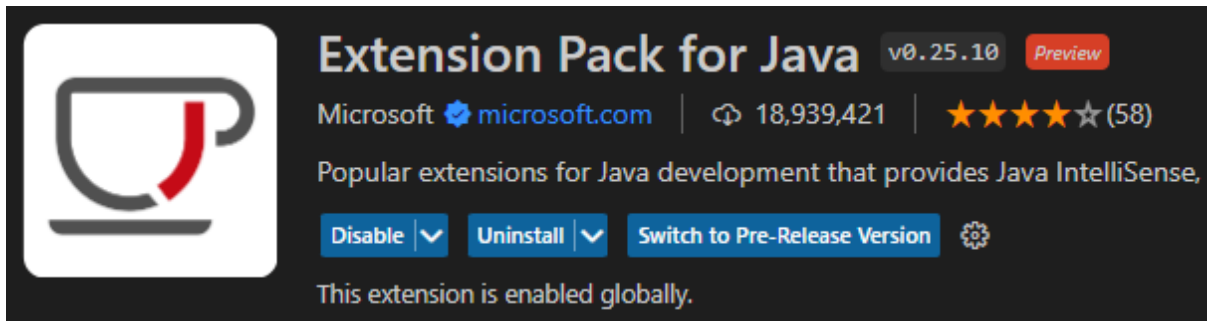 Extension Pack for Java v0.25.10 Preview
Microsoft microsoft.com 18,939,421 (58)
Popular extensions for Java development that provides Java IntelliSense,
Disable Uninstall Switch to Pre-Release Version
This extension is enabled globally.